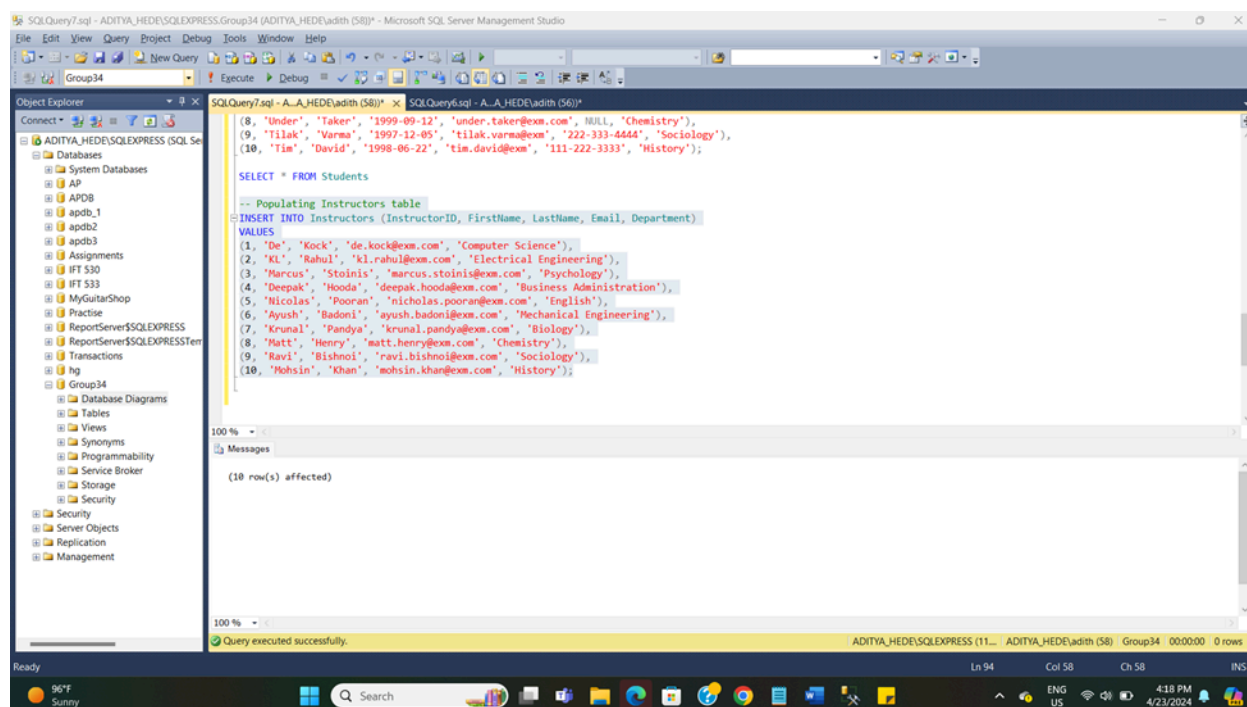 SQLQuery7.sql - ADITYA_HEDE\SQLEXPRESS.Group34 (ADITYA_HEDE\adith (58))* - Microsoft SQL Server Management Studio
File Edit View Query Project Debug Tools Window Help
New Query
Group34 Execute Debug
Object Explorer
Connect
ADITYA_HEDE\SQLEXPRESS (SQL Se
Databases
System Databases
AP
APDB
apdb_1
apdb2
apdb3
Assignments
IFT 530
IFT 533
MyGuitarShop
Practise
ReportServer$SQLEXPRESS
ReportServer$SQLEXPRESSTem
Transactions
hg
Group34
Database Diagrams
Tables
Views
Synonyms
Programmability
Service Broker
Storage
Security
Security
Server Objects
Replication
Management
SQLQuery7.sql - A...A_HEDE\adith (58))* SQLQuery6.sql - A...A_HEDE\adith (56))*
(8, 'Under', 'Taker', '1999-09-12', 'under.taker@exm.com', NULL, 'Chemistry'),
(9, 'Tilak', 'Varma', '1997-12-05', 'tilak.varma@exm', '222-333-4444', 'Sociology'),
(10, 'Tim', 'David', '1998-06-22', 'tim.david@exm', '111-222-3333', 'History');
SELECT * FROM Students
-- Populating Instructors table
INSERT INTO Instructors (InstructorID, FirstName, LastName, Email, Department)
VALUES
(1, 'De', 'Kock', 'de.kock@exm.com', 'Computer Science'),
(2, 'KL', 'Rahul', 'kl.rahul@exm.com', 'Electrical Engineering'),
(3, 'Marcus', 'Stoinis', 'marcus.stoinis@exm.com', 'Psychology'),
(4, 'Deepak', 'Hooda', 'deepak.hooda@exm.com', 'Business Administration'),
(5, 'Nicolas', 'Pooran', 'nicholas.pooran@exm.com', 'English'),
(6, 'Ayush', 'Badoni', 'ayush.badoni@exm.com', 'Mechanical Engineering'),
(7, 'Krunal', 'Pandya', 'krunal.pandya@exm.com', 'Biology'),
(8, 'Matt', 'Henry', 'matt.henry@exm.com', 'Chemistry'),
(9, 'Ravi', 'Bishnoi', 'ravi.bishnoi@exm.com', 'Sociology'),
(10, 'Mohsin', 'Khan', 'mohsin.khan@exm.com', 'History');
100 %
Messages
(10 row(s) affected)
100 %
Query executed successfully. ADITYA_HEDE\SQLEXPRESS (11... ADITYA_HEDE\adith (58) Group34 00:00:00 0 rows
Ready Ln 94 Col 58 Ch 58 INS
96°F
Sunny
Search
ENG
US
4:18 PM
4/23/2024